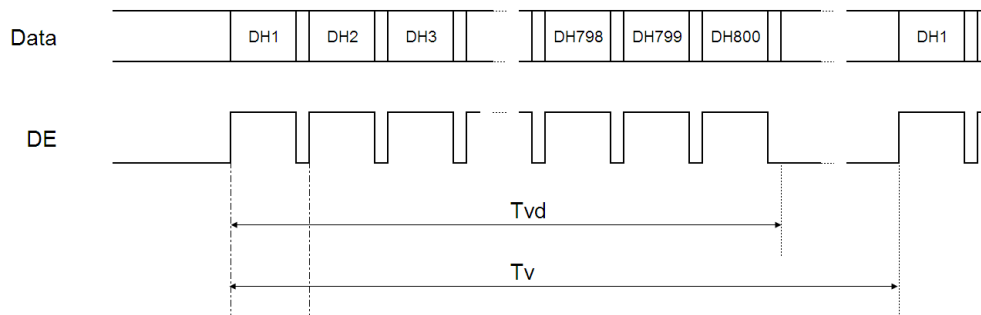 Data
DH1 DH2 DH3 DH798 DH799 DH800 DH1
DE
Tvd
Tv